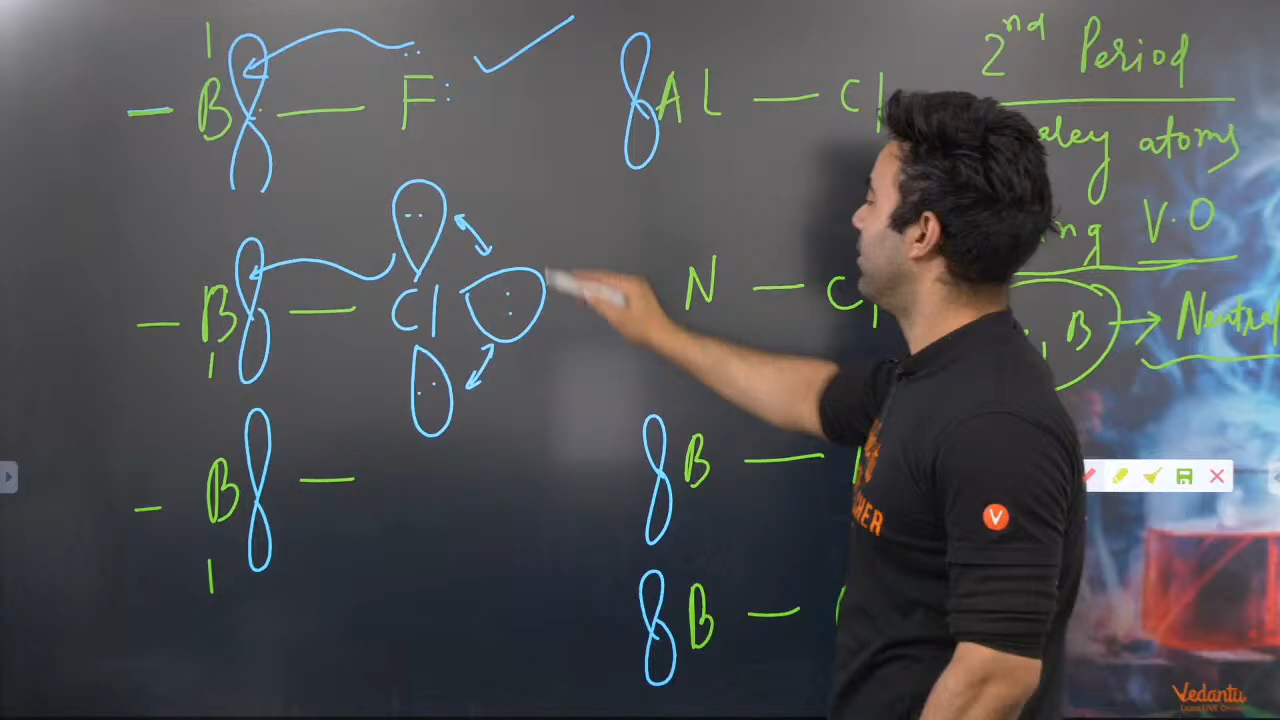 2nd Period
B — F
AL — Cl
atoms
V.O
B — Cl
N — Cl
B → Neutral
B —
B —
B —
V
Vedantu